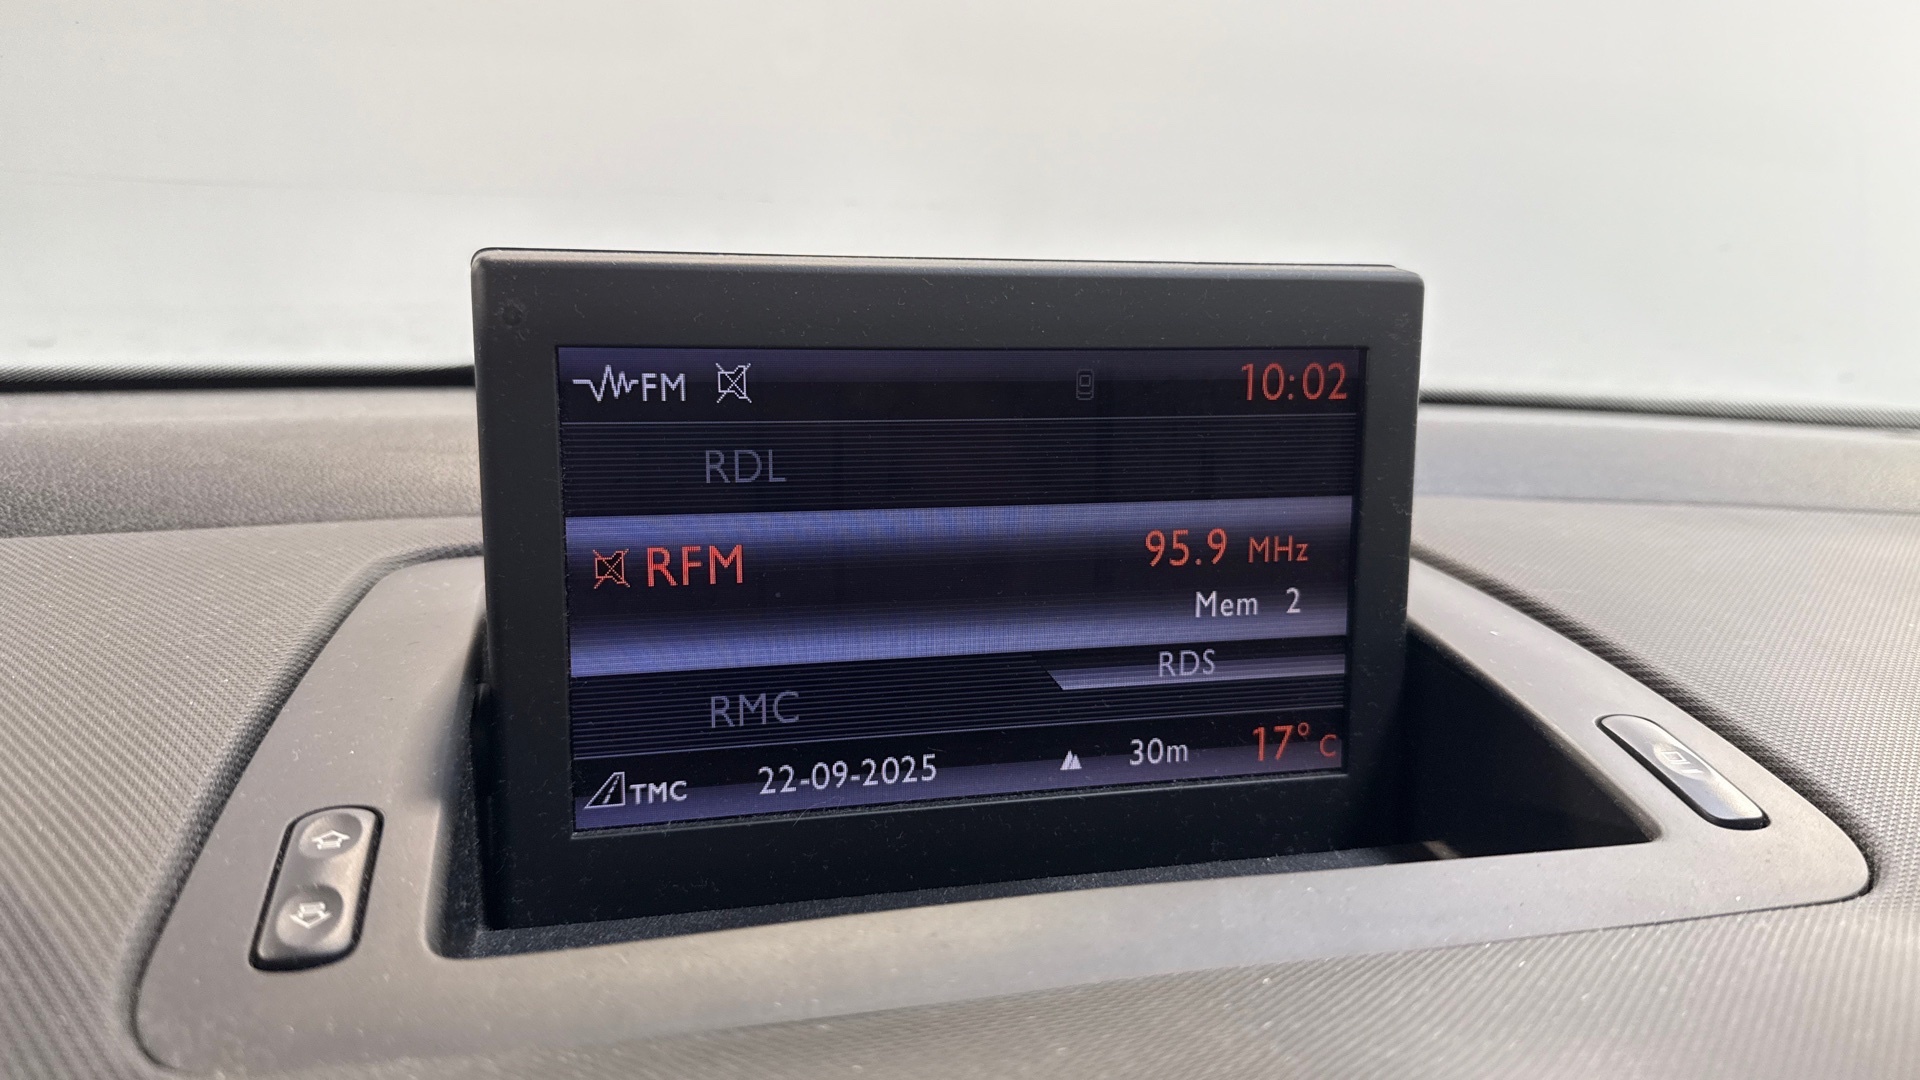 FM 10:02
RDL
RFM 95.9 MHz
Mem 2
RDS
RMC
TMC 22-09-2025 30m 17° C